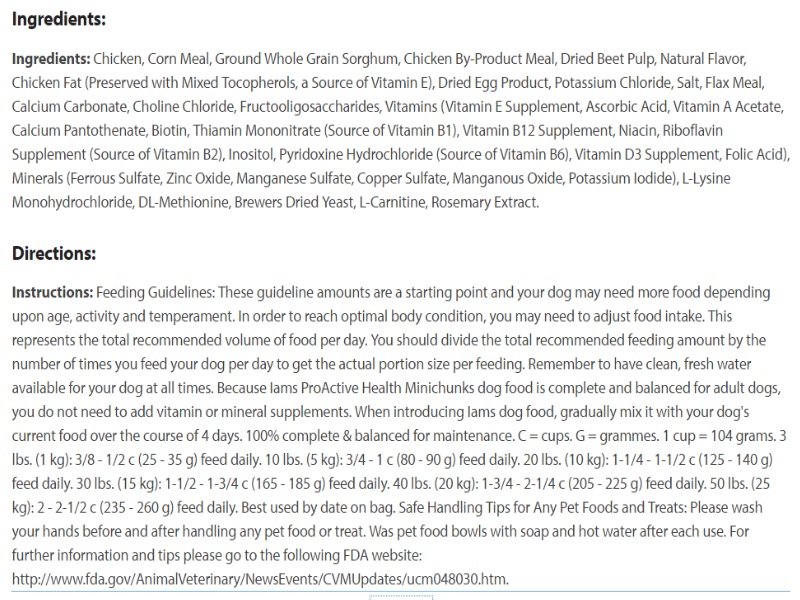 Ingredients:
Ingredients: Chicken, Corn Meal, Ground Whole Grain Sorghum, Chicken By-Product Meal, Dried Beet Pulp, Natural Flavor,
Chicken Fat (Preserved with Mixed Tocopherols, a Source of Vitamin E), Dried Egg Product, Potassium Chloride, Salt, Flax Meal,
Calcium Carbonate, Choline Chloride, Fructooligosaccharides, Vitamins (Vitamin E Supplement, Ascorbic Acid, Vitamin A Acetate,
Calcium Pantothenate, Biotin, Thiamin Mononitrate (Source of Vitamin B1), Vitamin B12 Supplement, Niacin, Riboflavin
Supplement (Source of Vitamin B2), Inositol, Pyridoxine Hydrochloride (Source of Vitamin B6), Vitamin D3 Supplement, Folic Acid),
Minerals (Ferrous Sulfate, Zinc Oxide, Manganese Sulfate, Copper Sulfate, Manganous Oxide, Potassium Iodide), L-Lysine
Monohydrochloride, DL-Methionine, Brewers Dried Yeast, L-Carnitine, Rosemary Extract.
Directions:
Instructions: Feeding Guidelines: These guideline amounts are a starting point and your dog may need more food depending
upon age, activity and temperament. In order to reach optimal body condition, you may need to adjust food intake. This
represents the total recommended volume of food per day. You should divide the total recommended feeding amount by the
number of times you feed your dog per day to get the actual portion size per feeding. Remember to have clean, fresh water
available for your dog at all times. Because Iams ProActive Health Minichunks dog food is complete and balanced for adult dogs,
you do not need to add vitamin or mineral supplements. When introducing Iams dog food, gradually mix it with your dog's
current food over the course of 4 days. 100% complete & balanced for maintenance. C = cups. G = grammes. 1 cup = 104 grams. 3
lbs. (1 kg): 3/8 - 1/2 c (25 - 35 g) feed daily. 10 lbs. (5 kg): 3/4 - 1 c (80 - 90 g) feed daily. 20 lbs. (10 kg): 1-1/4 - 1-1/2 c (125 - 140 g)
feed daily. 30 lbs. (15 kg): 1-1/2 - 1-3/4 c (165 - 185 g) feed daily. 40 lbs. (20 kg): 1-3/4 - 2-1/4 c (205 - 225 g) feed daily. 50 lbs. (25
kg): 2 - 2-1/2 c (235 - 260 g) feed daily. Best used by date on bag. Safe Handling Tips for Any Pet Foods and Treats: Please wash
your hands before and after handling any pet food or treat. Was pet food bowls with soap and hot water after each use. For
further information and tips please go to the following FDA website:
http://www.fda.gov/AnimalVeterinary/NewsEvents/CVMUpdates/ucm048030.htm.